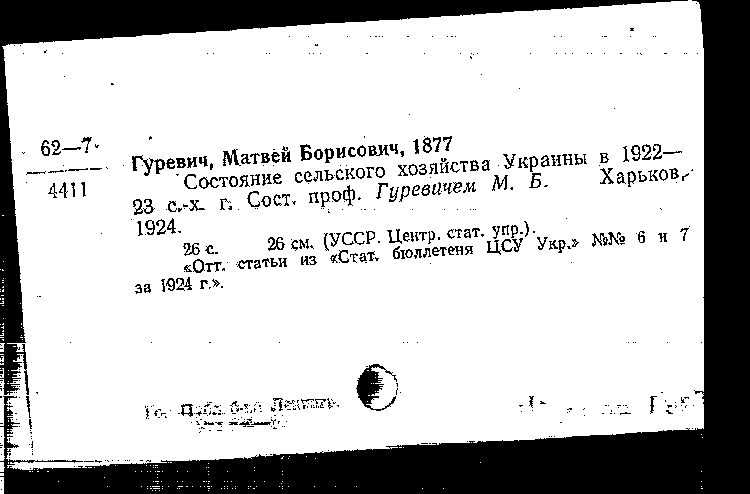 62—7
4411
Гуревич, Матвей Борисович, 1877
Состояние сельского хозяйства Украины в 1922—
23 с.-х. г. Сост. проф. Гуревичем М. Б. Харьков,
1924.
26 с. 26 см. (УССР. Центр. стат. упр.).
«Отт. статьи из «Стат. бюллетеня ЦСУ Укр.» №№ 6 и 7
за 1924 г.».